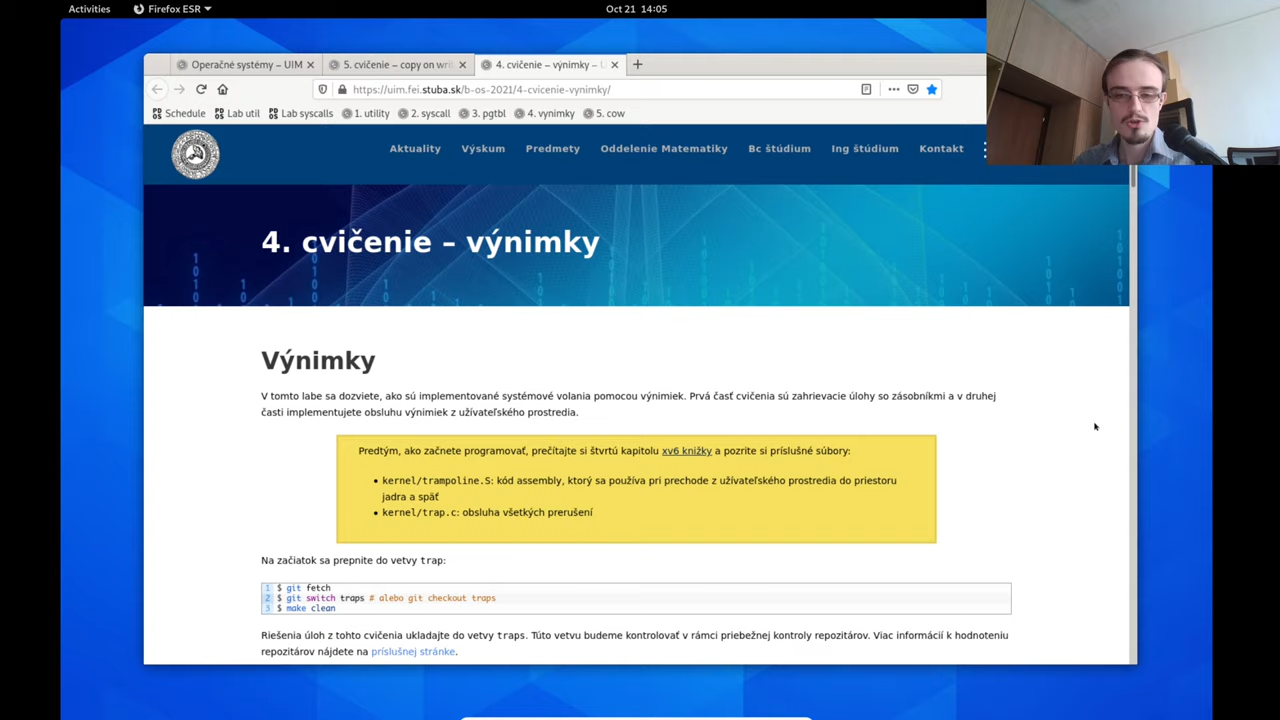 Activities
Firefox ESR
Oct 21 14:05
Operačné systémy – UIM
5. cvičenie – copy on wri
4. cvičenie – výnimky –
https://uim.fei.stuba.sk/b-os-2021/4-cvicenie-vynimky/
Schedule
Lab util
Lab syscalls
1. utility
2. syscall
3. pgtbl
4. vynimky
5. cow
Aktuality
Výskum
Predmety
Oddelenie Matematiky
Bc štúdium
Ing štúdium
Kontakt
4. cvičenie – výnimky
Výnimky
V tomto labe sa dozviete, ako sú implementované systémové volania pomocou výnimiek. Prvá časť cvičenia sú zahrievacie úlohy so zásobníkmi a v druhej
časti implementujete obsluhu výnimiek z užívateľského prostredia.
Predtým, ako začnete programovať, prečítajte si štvrtú kapitolu xv6 knižky a pozrite si príslušné súbory:
• kernel/trampoline.S: kód assembly, ktorý sa používa pri prechode z užívateľského prostredia do priestoru
jadra a späť
• kernel/trap.c: obsluha všetkých prerušení
Na začiatok sa prepnite do vetvy trap:
1 $ git fetch
2 $ git switch traps # alebo git checkout traps
3 $ make clean
Riešenia úloh z tohto cvičenia ukladajte do vetvy traps. Túto vetvu budeme kontrolovať v rámci priebežnej kontroly repozitárov. Viac informácií k hodnoteniu
repozitárov nájdete na príslušnej stránke.